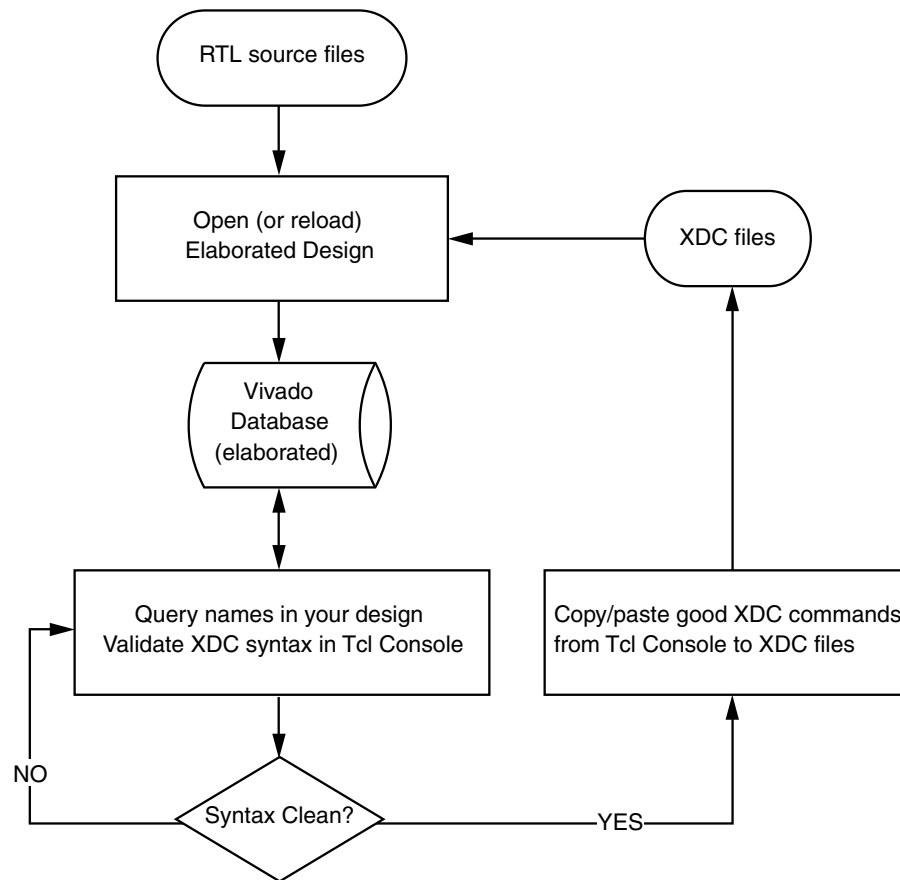 RTL source files
Open (or reload)
Elaborated Design
XDC files
Vivado
Database
(elaborated)
Query names in your design
Validate XDC syntax in Tcl Console
Copy/paste good XDC commands
from Tcl Console to XDC files
NO
Syntax Clean?
YES